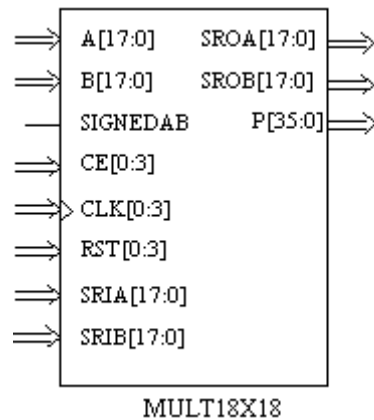 A[17:0] SROA[17:0]
B[17:0] SROB[17:0]
SIGNEDAB P[35:0]
CE[0:3]
CLK[0:3]
RST[0:3]
SRIA[17:0]
SRIB[17:0]
MULT18X18